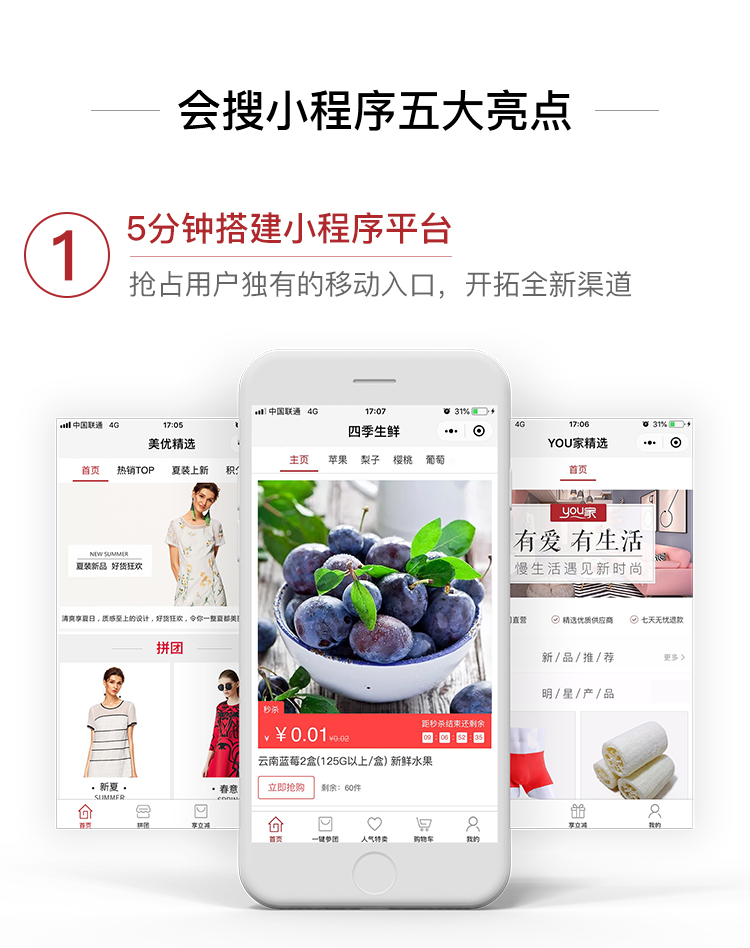 会搜小程序五大亮点
1
5分钟搭建小程序平台
抢占用户独有的移动入口，开拓全新渠道
中国联通 4G 17:05
美优精选
首页 热销TOP 夏装上新
NEW SUMMER
夏装新品 好货狂欢
清爽享夏日，质感至上的设计，好货狂欢，令你一整夏都美
拼团
· 新夏 ·
SUMMER
· 春意
首页 拼团 享立减
中国联通 4G 17:07 31%
四季生鲜
主页 苹果 梨子 樱桃 葡萄
秒杀
¥0.01 ¥0.02
距秒杀结束还剩余
09 : 06 : 52 : 35
云南蓝莓2盒(125G以上/盒) 新鲜水果
立即抢购 剩余：60件
首页 一键参团 人气特卖 购物车 我的
4G 17:06 31%
YOU家精选
首页
you家
有爱 有生活
慢生活遇见新时尚
直营 精选优质供应商 七天无忧退款
新/品/推/荐 更多
明/星/产/品
享立减 我的